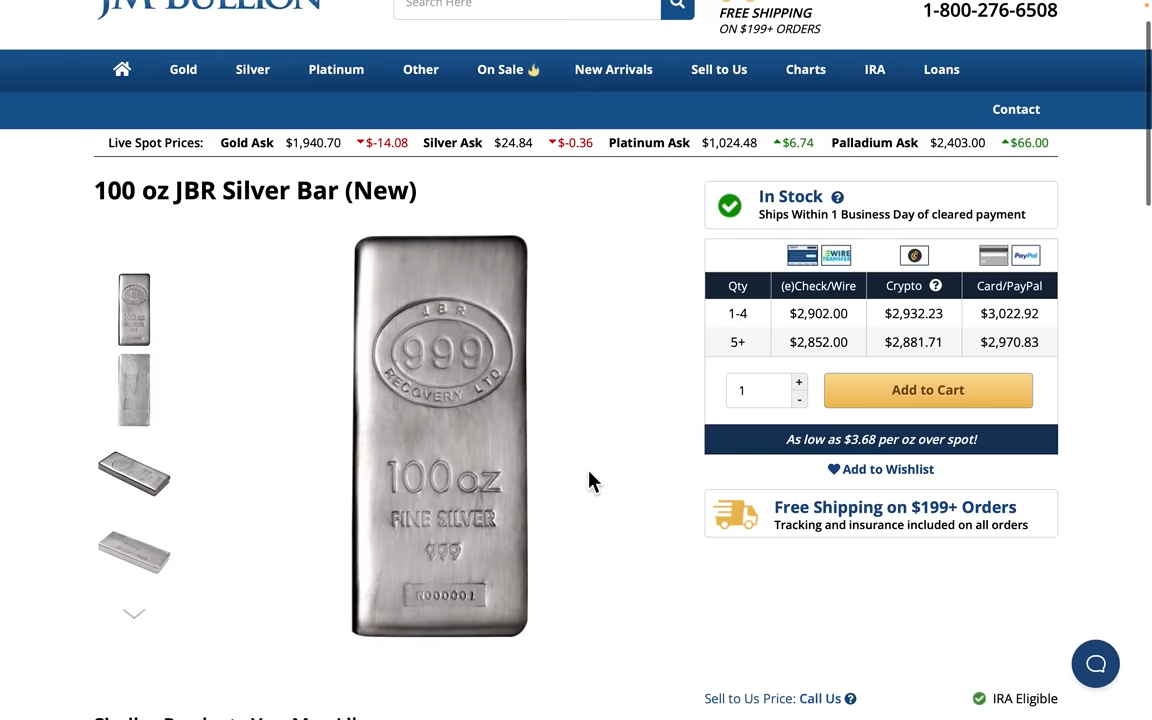 JM BULLION
Search Here
FREE SHIPPING
ON $199+ ORDERS
1-800-276-6508
Gold Silver Platinum Other On Sale New Arrivals Sell to Us Charts IRA Loans
Contact
Live Spot Prices: Gold Ask $1,940.70 $-14.08 Silver Ask $24.84 $-0.36 Platinum Ask $1,024.48 $6.74 Palladium Ask $2,403.00 $66.00
100 oz JBR Silver Bar (New)
JBR
999
RECOVERY LTD
100 oz
FINE SILVER
999
N000001
In Stock ?
Ships Within 1 Business Day of cleared payment
WIRE TRANSFER PayPal
Qty (e)Check/Wire Crypto ? Card/PayPal
1-4 $2,902.00 $2,932.23 $3,022.92
5+ $2,852.00 $2,881.71 $2,970.83
1 + - Add to Cart
As low as $3.68 per oz over spot!
Add to Wishlist
Free Shipping on $199+ Orders
Tracking and insurance included on all orders
Sell to Us Price: Call Us ? IRA Eligible